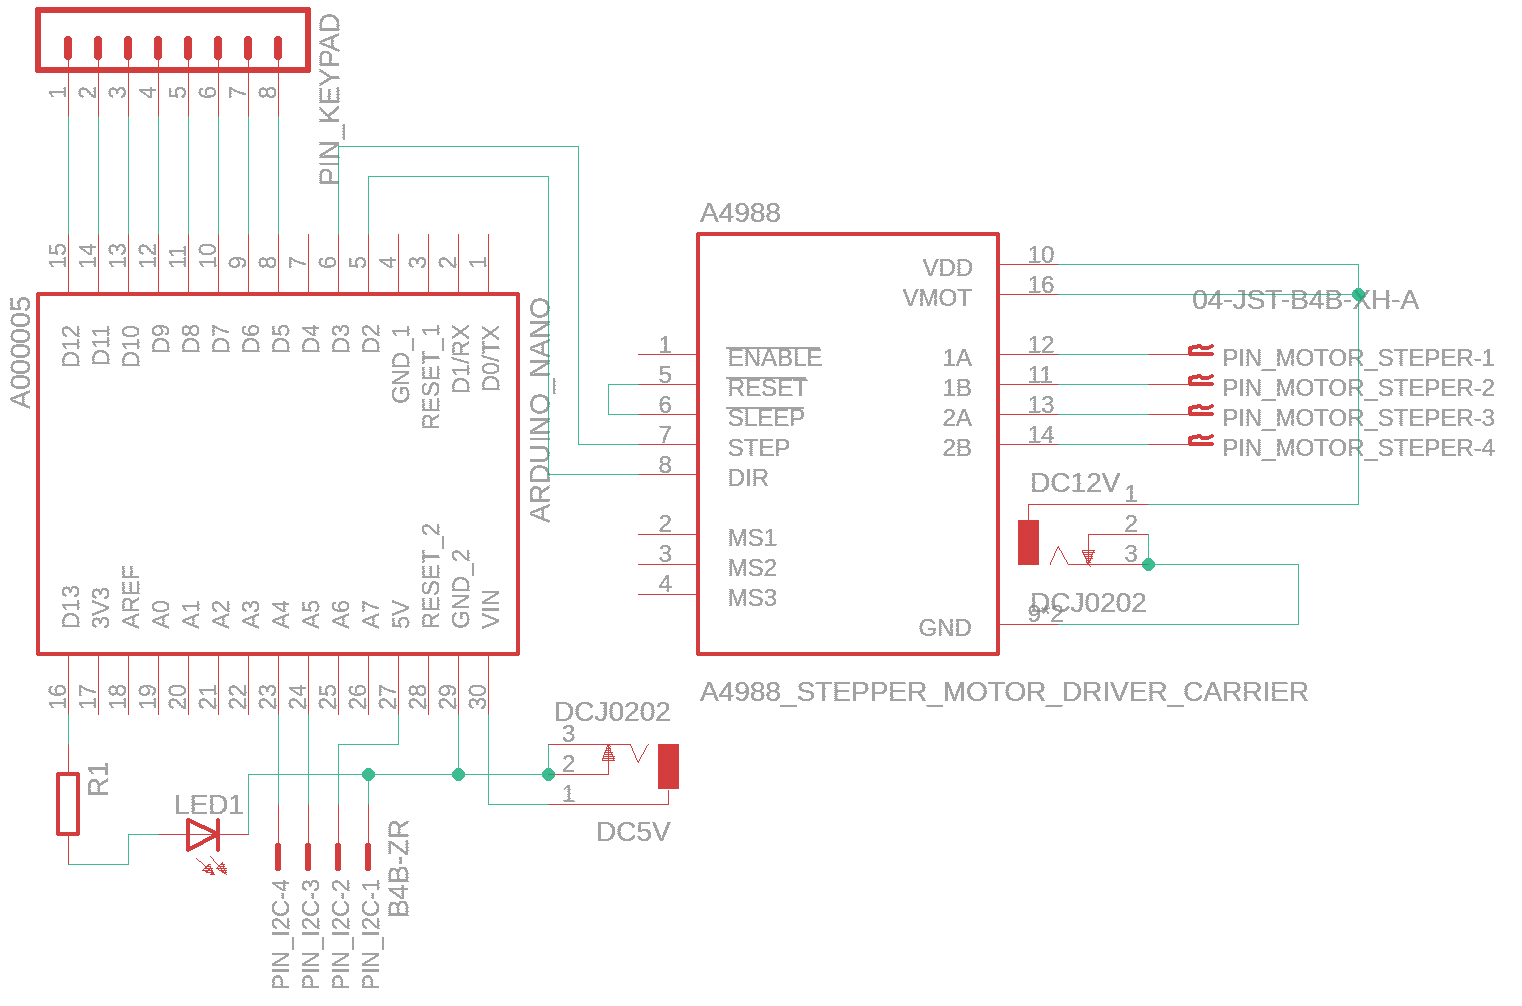 1 2 3 4 5 6 7 8
PIN_KEYPAD
15 14 13 12 11 10 9 8 7 6 5 4 3 2 1
A000005
D12 D11 D10 D9 D8 D7 D6 D5 D4 D3 D2 GND_1 RESET_1 D1/RX D0/TX
ARDUINO_NANO
D13 3V3 AREF A0 A1 A2 A3 A4 A5 A6 A7 5V RESET_2 GND_2 VIN
16 17 18 19 20 21 22 23 24 25 26 27 28 29 30
A4988
VDD 10
VMOT 16
04-JST-B4B-XH-A
1 ENABLE 1A 12 PIN_MOTOR_STEPER-1
5 RESET 1B 11 PIN_MOTOR_STEPER-2
6 SLEEP 2A 13 PIN_MOTOR_STEPER-3
7 STEP 2B 14 PIN_MOTOR_STEPER-4
8 DIR
2 MS1
3 MS2
4 MS3
DC12V
1
2
3
DCJ0202
GND 9*2
A4988_STEPPER_MOTOR_DRIVER_CARRIER
DCJ0202
3
2
1
DC5V
R1
LED1
PIN_I2C-4
PIN_I2C-3
PIN_I2C-2
PIN_I2C-1
B4B-ZR